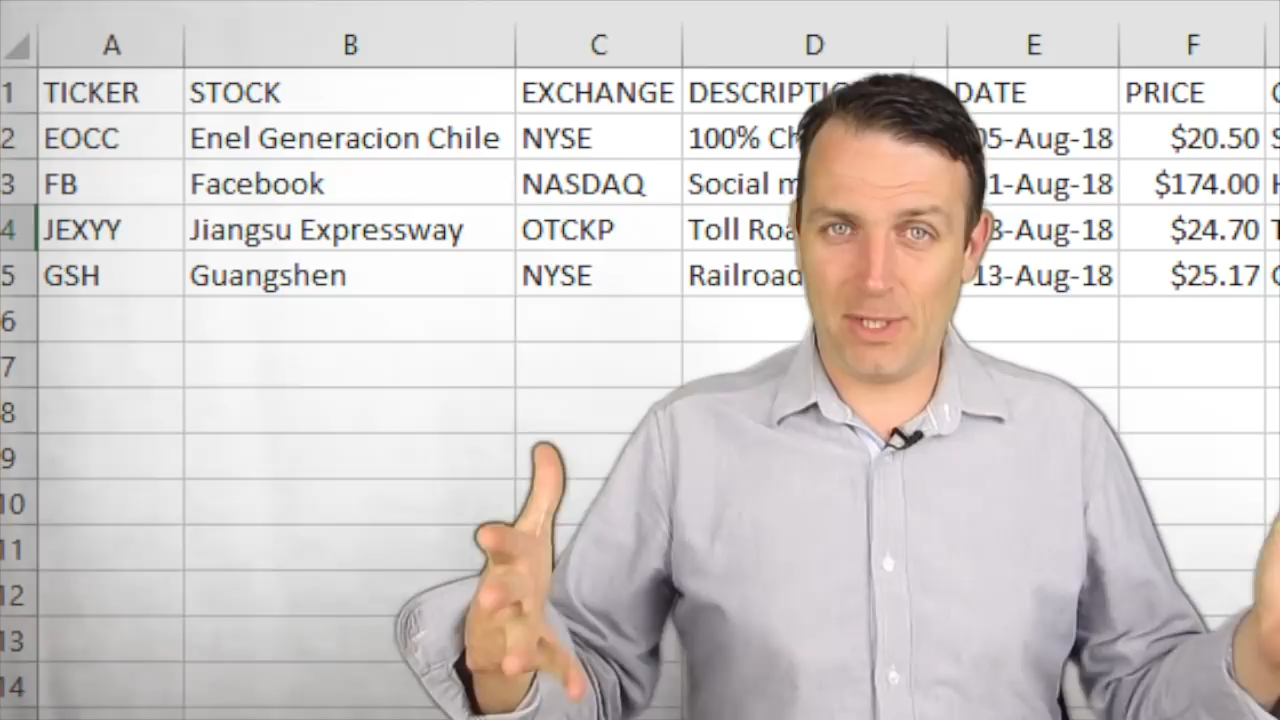 A B C D E F
1 TICKER STOCK EXCHANGE DATE PRICE
2 EOCC Enel Generacion Chile NYSE 100% $20.50
3 FB Facebook NASDAQ Social $174.00
4 JEXYY Jiangsu Expressway OTCKP Toll $24.70
5 GSH Guangshen NYSE Railroad 13-Aug-18 $25.17
6
7
8
9
10
11
12
13
14